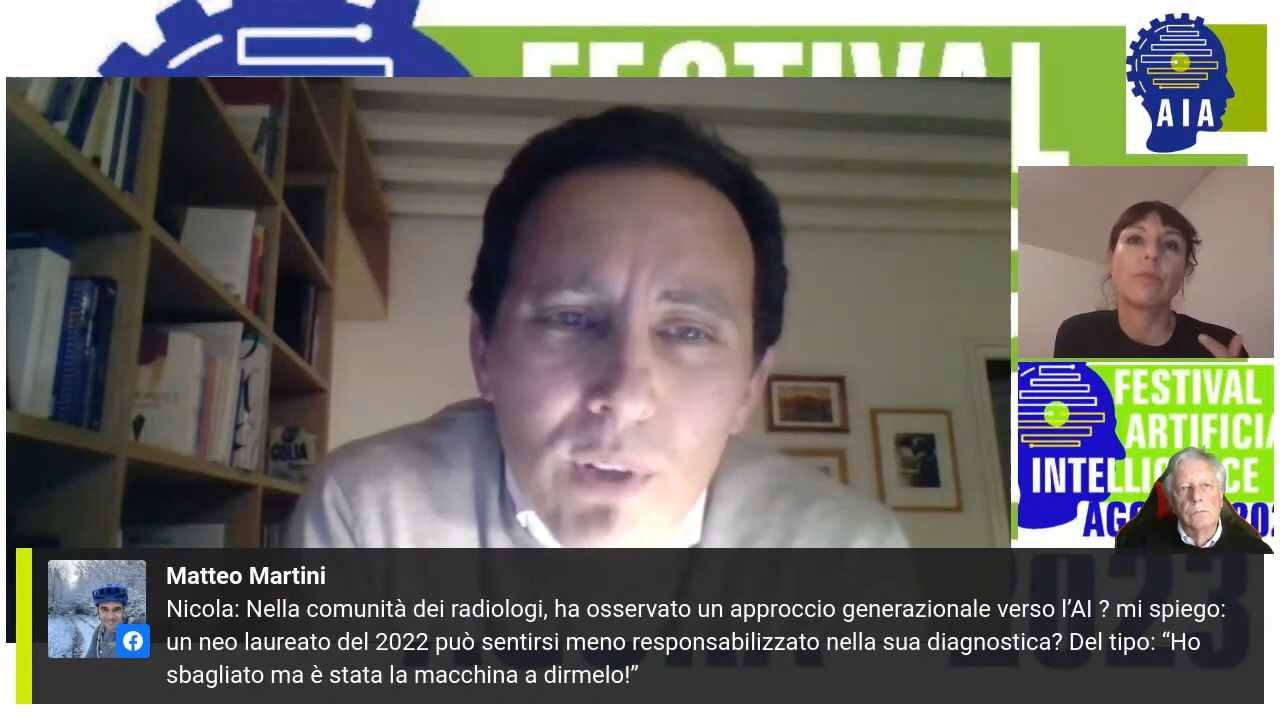 FESTIVAL
AIA
FESTIVAL
ARTIFICIA
GOLIA
2023
Matteo Martini
Nicola: Nella comunità dei radiologi, ha osservato un approccio generazionale verso l’AI ? mi spiego:
un neo laureato del 2022 può sentirsi meno responsabilizzato nella sua diagnostica? Del tipo: “Ho
sbagliato ma è stata la macchina a dirmelo!”